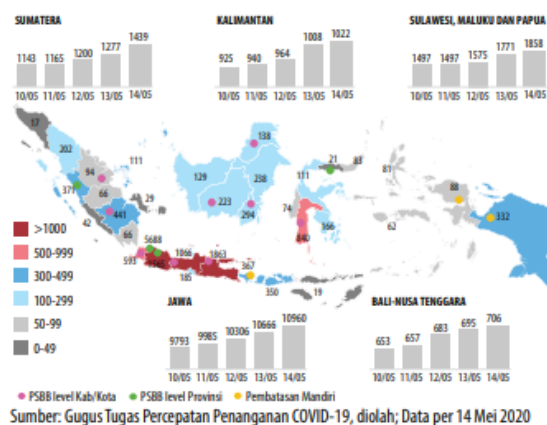 SUMATERA
1143 1165 1200 1277 1439
10/05 11/05 12/05 13/05 14/05
KALIMANTAN
925 940 964 1008 1022
10/05 11/05 12/05 13/05 14/05
SULAWESI, MALUKU DAN PAPUA
1497 1497 1575 1771 1858
10/05 11/05 12/05 13/05 14/05
17
202
94
111
371
66
29
441
42
66
593
5688
1066
1863
185
367
350
19
129
138
238
223
294
111
21
83
74
166
840
81
62
88
332
>1000
500-999
300-499
100-299
50-99
0-49
JAWA
9793 9985 10306 10666 10960
10/05 11/05 12/05 13/05 14/05
BALI-NUSA TENGGARA
653 657 683 695 706
10/05 11/05 12/05 13/05 14/05
PSBB level Kab/Kota PSBB level Provinsi Pembatasan Mandiri
Sumber: Gugus Tugas Percepatan Penanganan COVID-19, diolah; Data per 14 Mei 2020